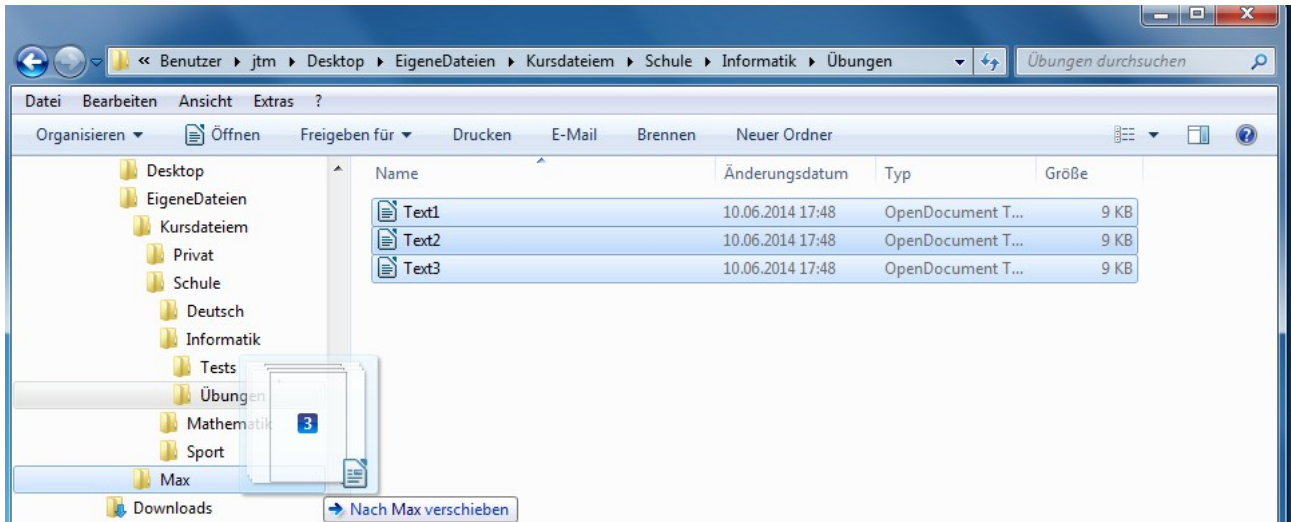 « Benutzer ▸ jtm ▸ Desktop ▸ EigeneDateien ▸ Kursdateiem ▸ Schule ▸ Informatik ▸ Übungen Übungen durchsuchen
Datei Bearbeiten Ansicht Extras ?
Organisieren Öffnen Freigeben für Drucken E-Mail Brennen Neuer Ordner
Desktop
EigeneDateien
Kursdateiem
Privat
Schule
Deutsch
Informatik
Tests
Übungen
Mathematik
Sport
Max
Downloads
Name Änderungsdatum Typ Größe
Text1 10.06.2014 17:48 OpenDocument T... 9 KB
Text2 10.06.2014 17:48 OpenDocument T... 9 KB
Text3 10.06.2014 17:48 OpenDocument T... 9 KB
3
Nach Max verschieben